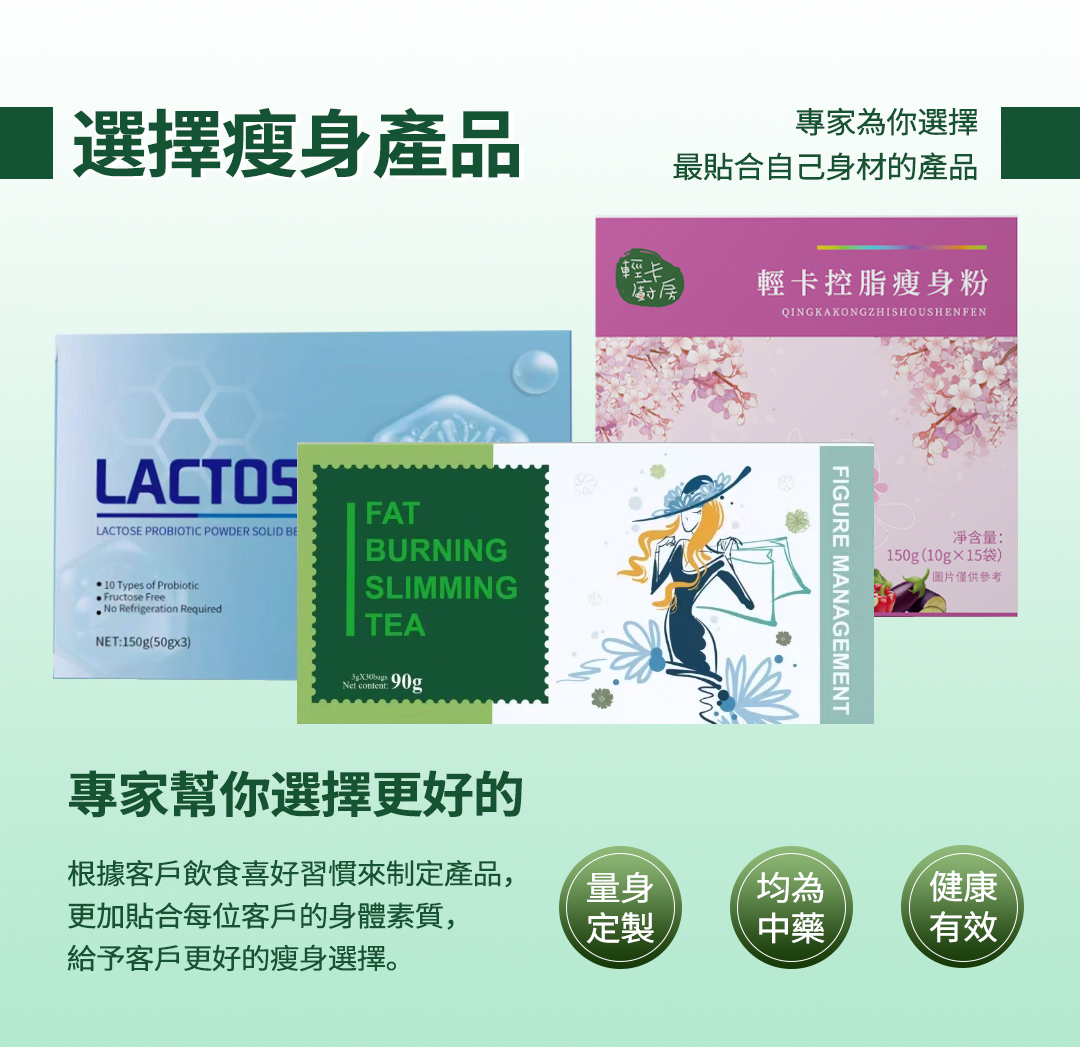 選擇瘦身產品
專家為你選擇
最貼合自己身材的產品
輕卡
廚房
輕卡控脂瘦身粉
QINGKAKONGZHISHOUSHENFEN
淨含量:
150g(10g×15袋)
圖片僅供參考
LACTOS
LACTOSE PROBIOTIC POWDER SOLID BE
10 Types of Probiotic
Fructose Free
No Refrigeration Required
NET:150g(50gx3)
FAT
BURNING
SLIMMING
TEA
3gX30bags
Net content: 90g
FIGURE MANAGEMENT
專家幫你選擇更好的
根據客戶飲食喜好習慣來制定產品，
更加貼合每位客戶的身體素質，
給予客戶更好的瘦身選擇。
量身
定製
均為
中藥
健康
有效